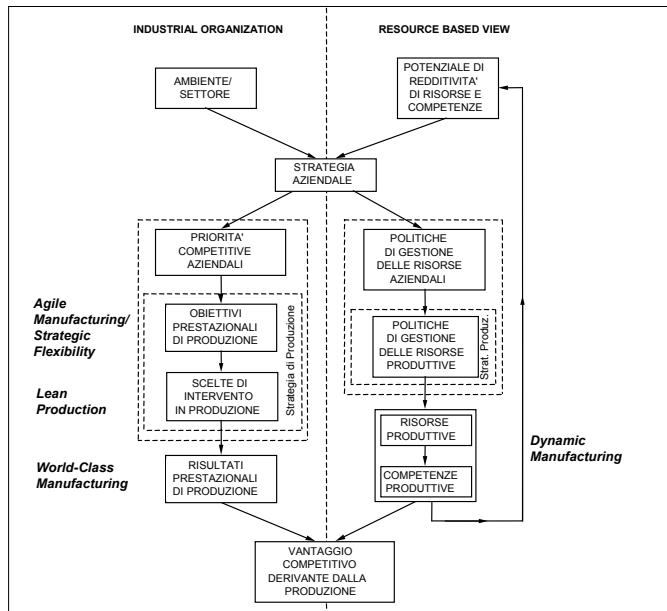 INDUSTRIAL ORGANIZATION
RESOURCE BASED VIEW
AMBIENTE/
SETTORE
POTENZIALE DI
REDDITIVITA'
DI RISORSE E
COMPETENZE
STRATEGIA
AZIENDALE
PRIORITA'
COMPETITIVE
AZIENDALI
POLITICHE
DI GESTIONE
DELLE RISORSE
AZIENDALI
Agile
Manufacturing/
Strategic
Flexibility
OBIETTIVI
PRESTAZIONALI
DI PRODUZIONE
Strategia di Produzione
POLITICHE
DI GESTIONE
DELLE RISORSE
PRODUTTIVE
Strat. Produz.
Lean
Production
SCELTE DI
INTERVENTO
IN PRODUZIONE
RISORSE
PRODUTTIVE
Dynamic
Manufacturing
World-Class
Manufacturing
RISULTATI
PRESTAZIONALI
DI PRODUZIONE
COMPETENZE
PRODUTTIVE
VANTAGGIO
COMPETITIVO
DERIVANTE DALLA
PRODUZIONE